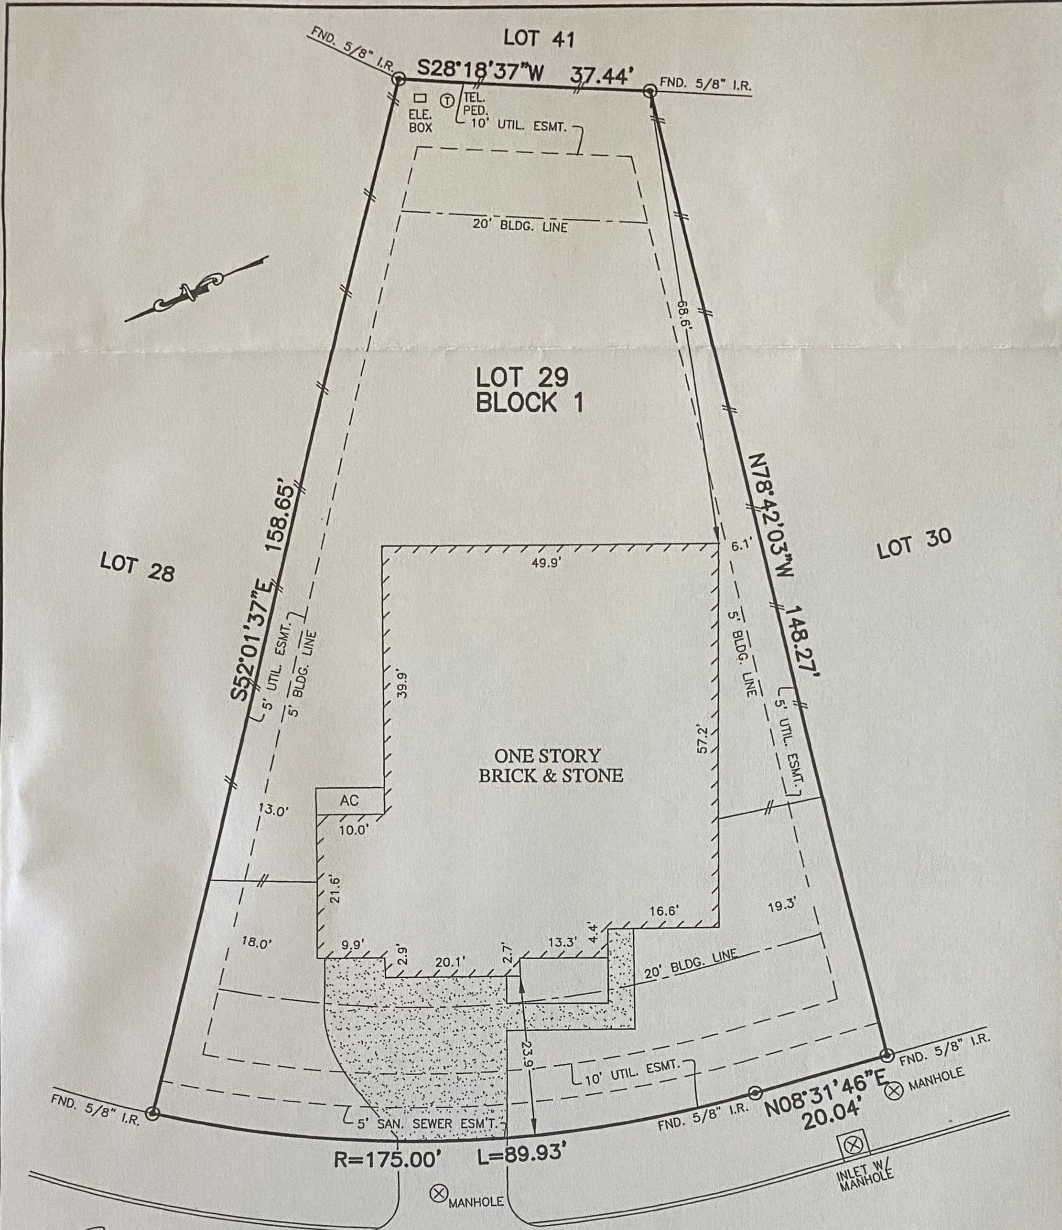 LOT 41
FND. 5/8" I.R.
S28°18'37"W 37.44'
FND. 5/8" I.R.
ELE.
BOX
T
TEL.
PED.
10' UTIL. ESMT.
20' BLDG. LINE
N
68.6'
LOT 29
BLOCK 1
LOT 28
S52°01'37"E 158.65'
5' UTIL. ESMT.
5' BLDG. LINE
N78°42'03"W 148.27'
LOT 30
6.1'
5' BLDG. LINE
5' UTIL. ESMT.
49.9'
39.9'
57.2'
ONE STORY
BRICK & STONE
AC
10.0'
13.0'
21.6'
18.0'
9.9'
2.9'
20.1'
2.7'
13.3'
4.4'
16.6'
19.3'
20' BLDG. LINE
23.9'
10' UTIL. ESMT.
5' SAN. SEWER ESM'T.
FND. 5/8" I.R.
FND. 5/8" I.R.
N08°31'46"E
20.04'
FND. 5/8" I.R.
MANHOLE
R=175.00' L=89.93'
MANHOLE
INLET W/
MANHOLE